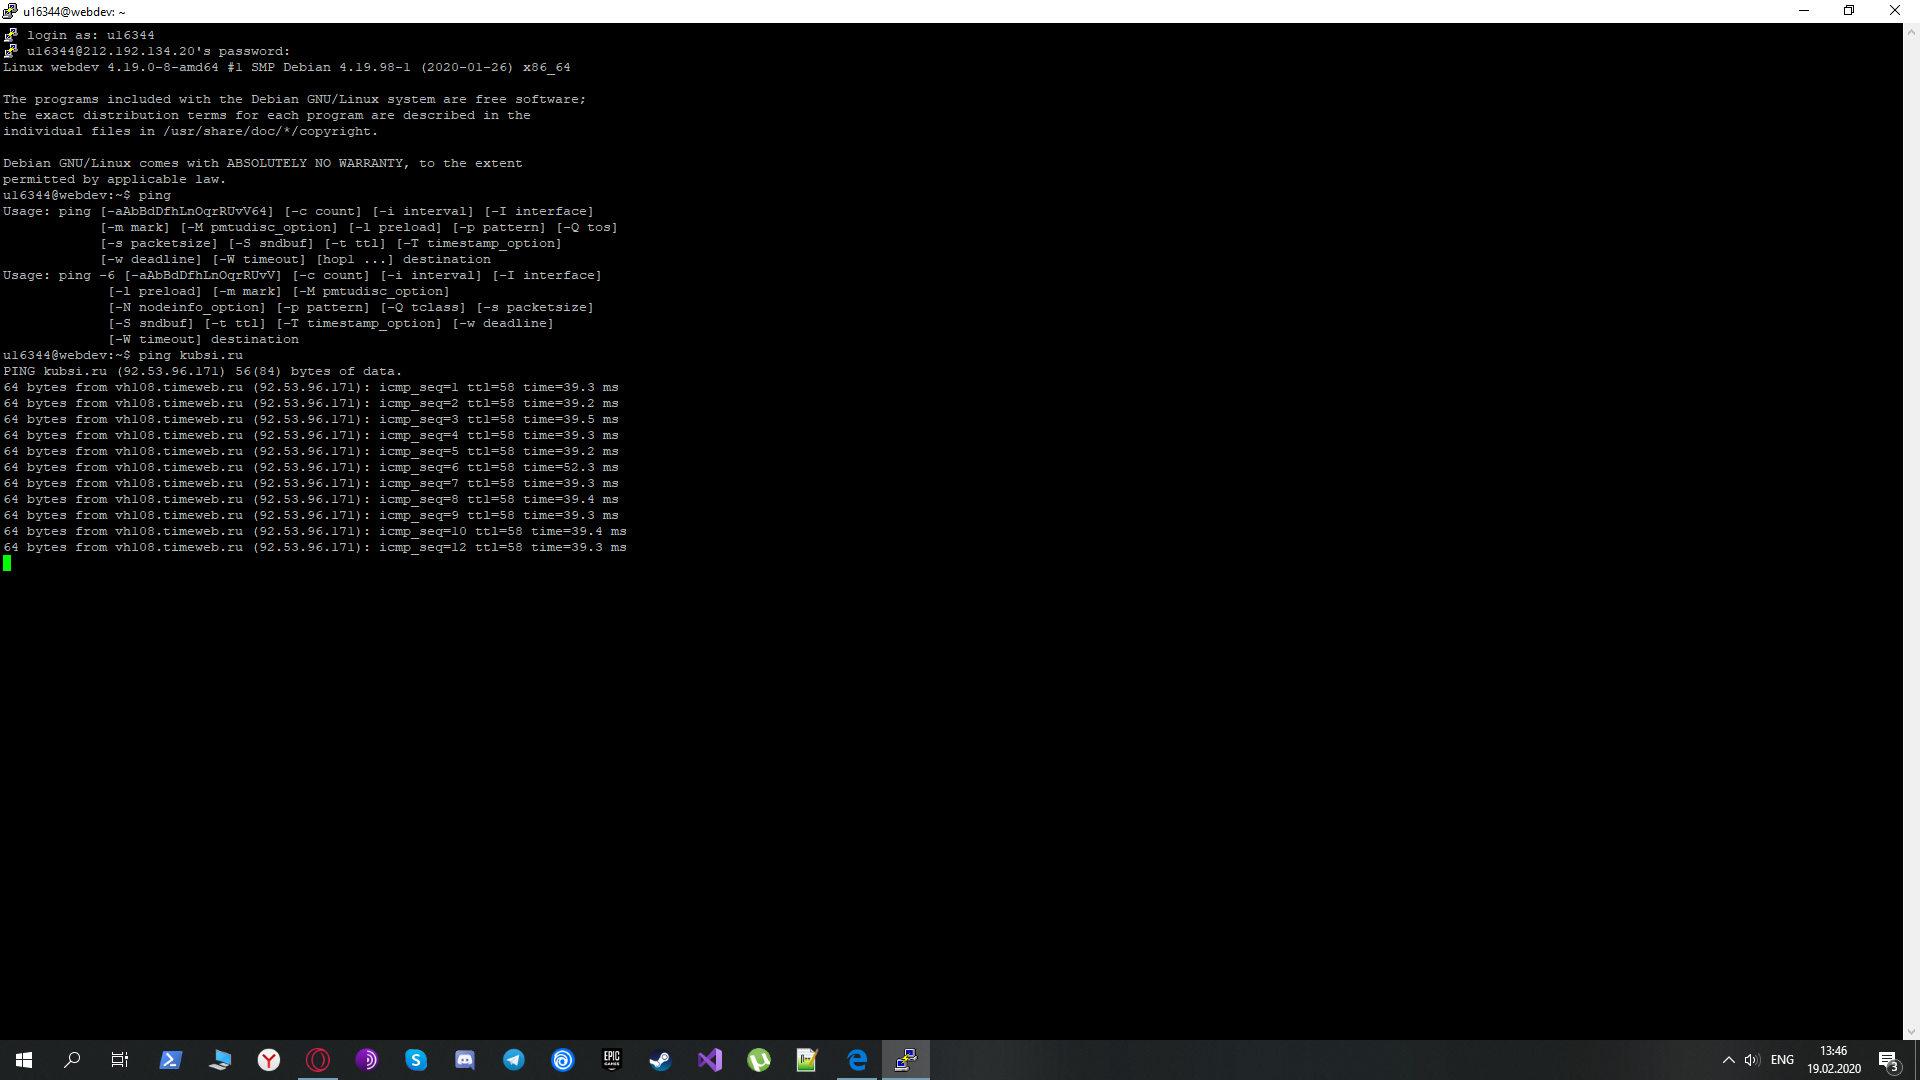 u16344@webdev: ~
login as: u16344
u16344@212.192.134.20's password:
Linux webdev 4.19.0-8-amd64 #1 SMP Debian 4.19.98-1 (2020-01-26) x86_64
The programs included with the Debian GNU/Linux system are free software;
the exact distribution terms for each program are described in the
individual files in /usr/share/doc/*/copyright.
Debian GNU/Linux comes with ABSOLUTELY NO WARRANTY, to the extent
permitted by applicable law.
u16344@webdev:~$ ping
Usage: ping [-aAbBdDfhLnOqrRUvV64] [-c count] [-i interval] [-I interface]
[-m mark] [-M pmtudisc_option] [-l preload] [-p pattern] [-Q tos]
[-s packetsize] [-S sndbuf] [-t ttl] [-T timestamp_option]
[-w deadline] [-W timeout] [hop1 ...] destination
Usage: ping -6 [-aAbBdDfhLnOqrRUvV] [-c count] [-i interval] [-I interface]
[-l preload] [-m mark] [-M pmtudisc_option]
[-N nodeinfo_option] [-p pattern] [-Q tclass] [-s packetsize]
[-S sndbuf] [-t ttl] [-T timestamp_option] [-w deadline]
[-W timeout] destination
u16344@webdev:~$ ping kubsi.ru
PING kubsi.ru (92.53.96.171) 56(84) bytes of data.
64 bytes from vh108.timeweb.ru (92.53.96.171): icmp_seq=1 ttl=58 time=39.3 ms
64 bytes from vh108.timeweb.ru (92.53.96.171): icmp_seq=2 ttl=58 time=39.2 ms
64 bytes from vh108.timeweb.ru (92.53.96.171): icmp_seq=3 ttl=58 time=39.5 ms
64 bytes from vh108.timeweb.ru (92.53.96.171): icmp_seq=4 ttl=58 time=39.3 ms
64 bytes from vh108.timeweb.ru (92.53.96.171): icmp_seq=5 ttl=58 time=39.2 ms
64 bytes from vh108.timeweb.ru (92.53.96.171): icmp_seq=6 ttl=58 time=52.3 ms
64 bytes from vh108.timeweb.ru (92.53.96.171): icmp_seq=7 ttl=58 time=39.3 ms
64 bytes from vh108.timeweb.ru (92.53.96.171): icmp_seq=8 ttl=58 time=39.4 ms
64 bytes from vh108.timeweb.ru (92.53.96.171): icmp_seq=9 ttl=58 time=39.3 ms
64 bytes from vh108.timeweb.ru (92.53.96.171): icmp_seq=10 ttl=58 time=39.4 ms
64 bytes from vh108.timeweb.ru (92.53.96.171): icmp_seq=12 ttl=58 time=39.3 ms
EPIC GAMES
ENG
13:46
19.02.2020
3